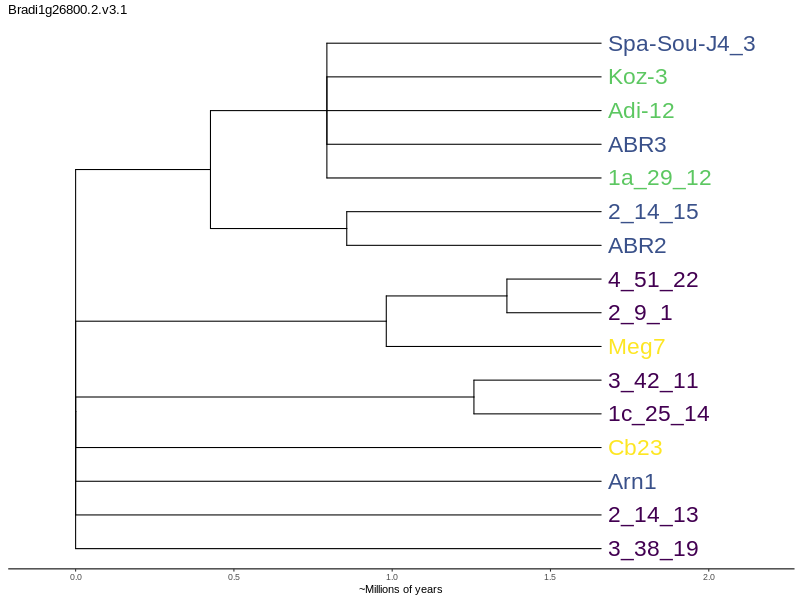 Bradi1g26800.2.v3.1
Spa-Sou-J4_3
Koz-3
Adi-12
ABR3
1a_29_12
2_14_15
ABR2
4_51_22
2_9_1
Meg7
3_42_11
1c_25_14
Cb23
Arn1
2_14_13
3_38_19
0.0 0.5 1.0 1.5 2.0
~Millions of years